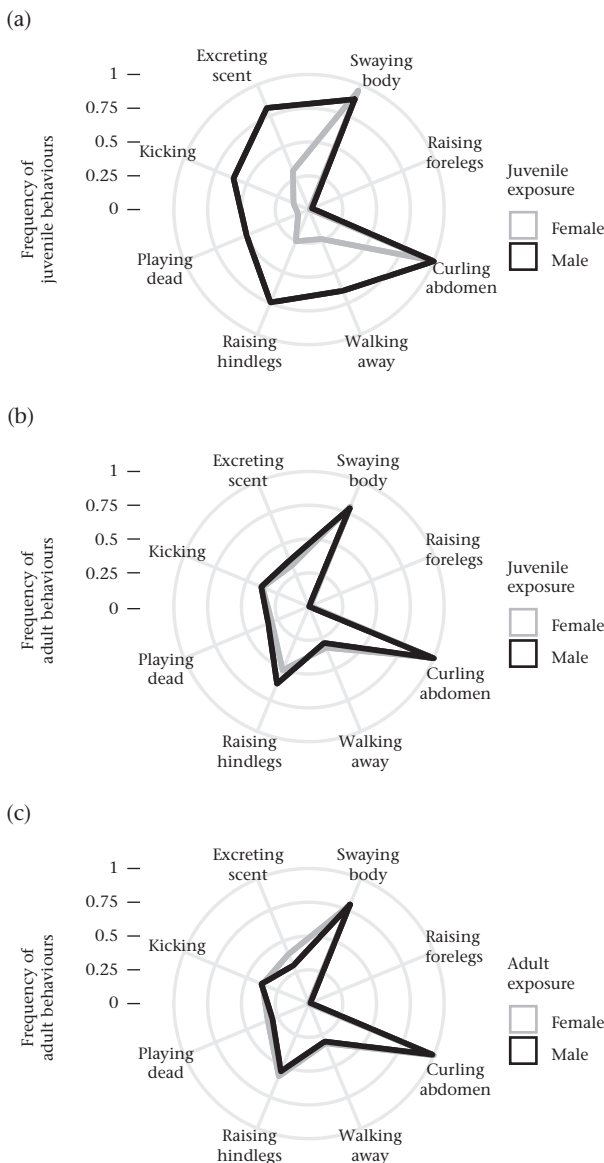 (a)
Excreting
scent
Swaying
body
1
0.75
0.5
0.25
0
Kicking
Raising
forelegs
Frequency of
juvenile behaviours
Juvenile
exposure
Female
Male
Playing
dead
Curling
abdomen
Raising
hindlegs
Walking
away
(b)
Excreting
scent
Swaying
body
1
0.75
0.5
0.25
0
Kicking
Raising
forelegs
Frequency of
adult behaviours
Juvenile
exposure
Female
Male
Playing
dead
Curling
abdomen
Raising
hindlegs
Walking
away
(c)
Excreting
scent
Swaying
body
1
0.75
0.5
0.25
0
Kicking
Raising
forelegs
Frequency of
adult behaviours
Adult
exposure
Female
Male
Playing
dead
Curling
abdomen
Raising
hindlegs
Walking
away